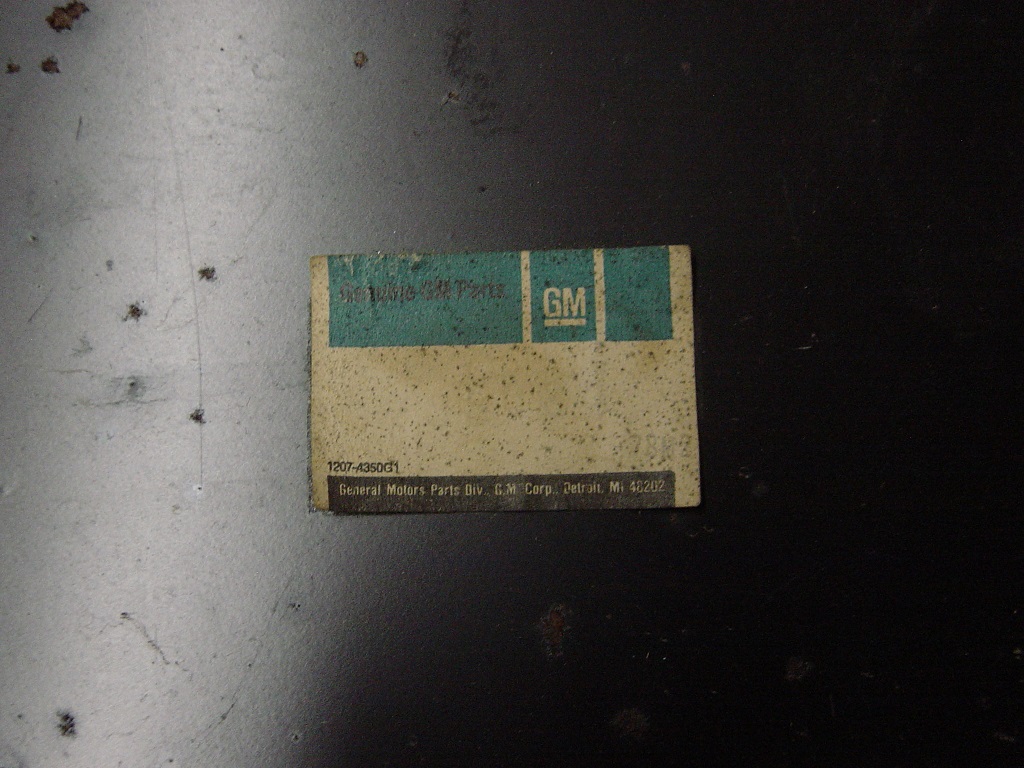 Genuine GM Parts
GM
1207-4350G1
General Motors Parts Div., G.M. Corp., Detroit, MI 48202